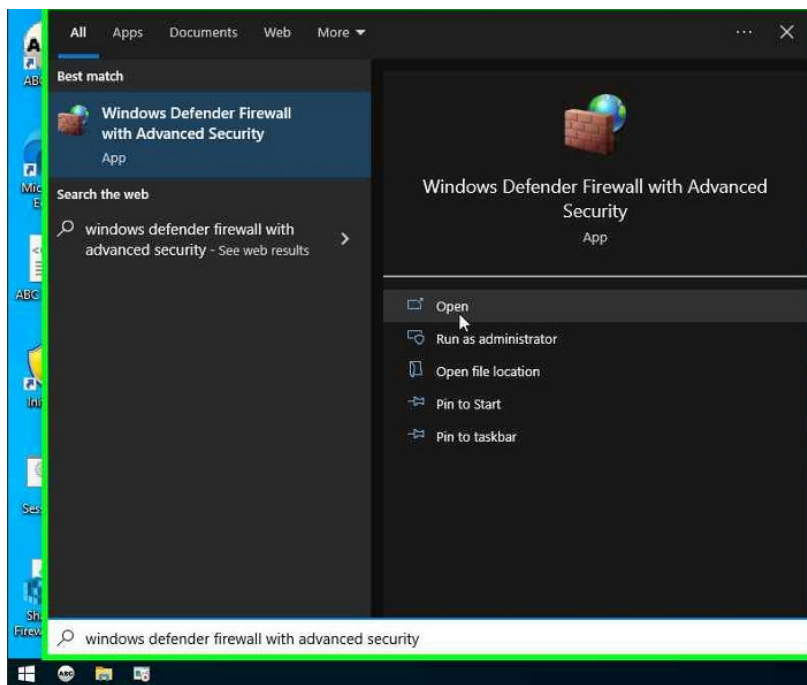 All Apps Documents Web More
Best match
Windows Defender Firewall
with Advanced Security
App
Search the web
windows defender firewall with
advanced security - See web results
Windows Defender Firewall with Advanced
Security
App
Open
Run as administrator
Open file location
Pin to Start
Pin to taskbar
ABC
windows defender firewall with advanced security
ABC